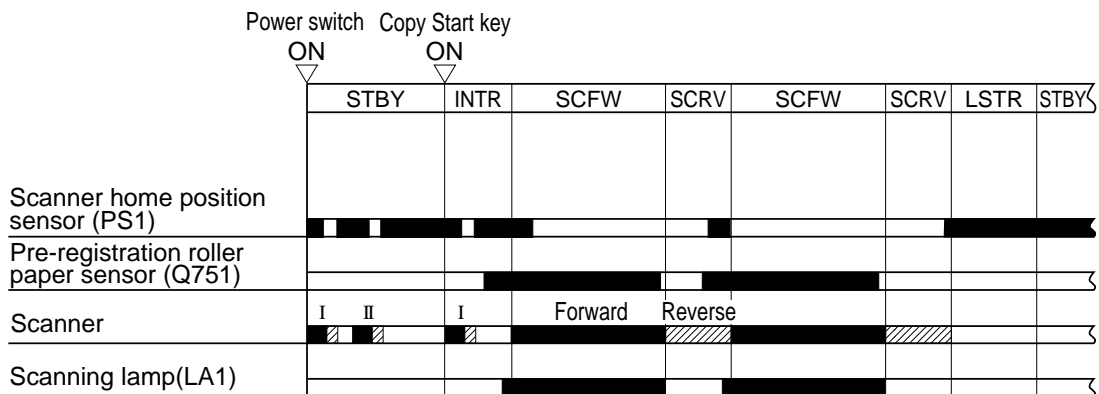 Power switch Copy Start key
ON ON
STBY INTR SCFW SCRV SCFW SCRV LSTR STBY
Scanner home position
sensor (PS1)
Pre-registration roller
paper sensor (Q751)
I II I Forward Reverse
Scanner
Scanning lamp(LA1)